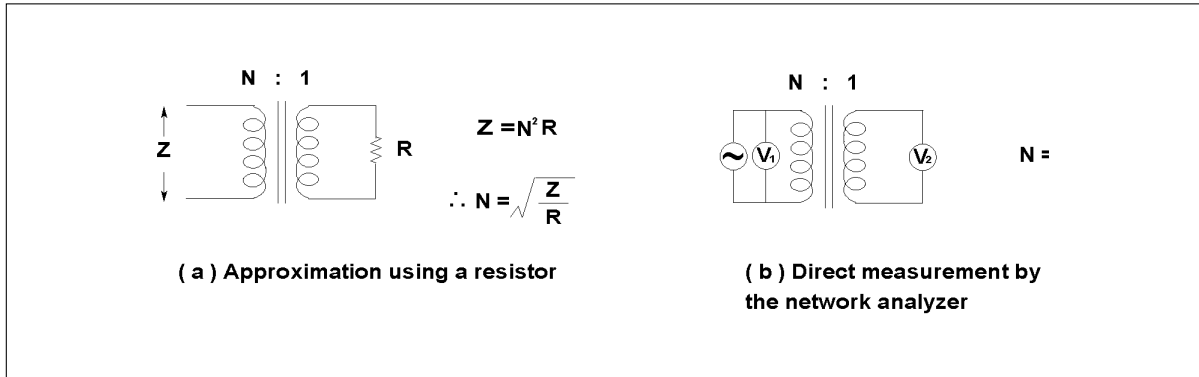 N : 1
Z
R
Z = N² R
∴ N = √ Z
R
( a ) Approximation using a resistor
N : 1
~
V₁
V₂
N =
( b ) Direct measurement by
the network analyzer